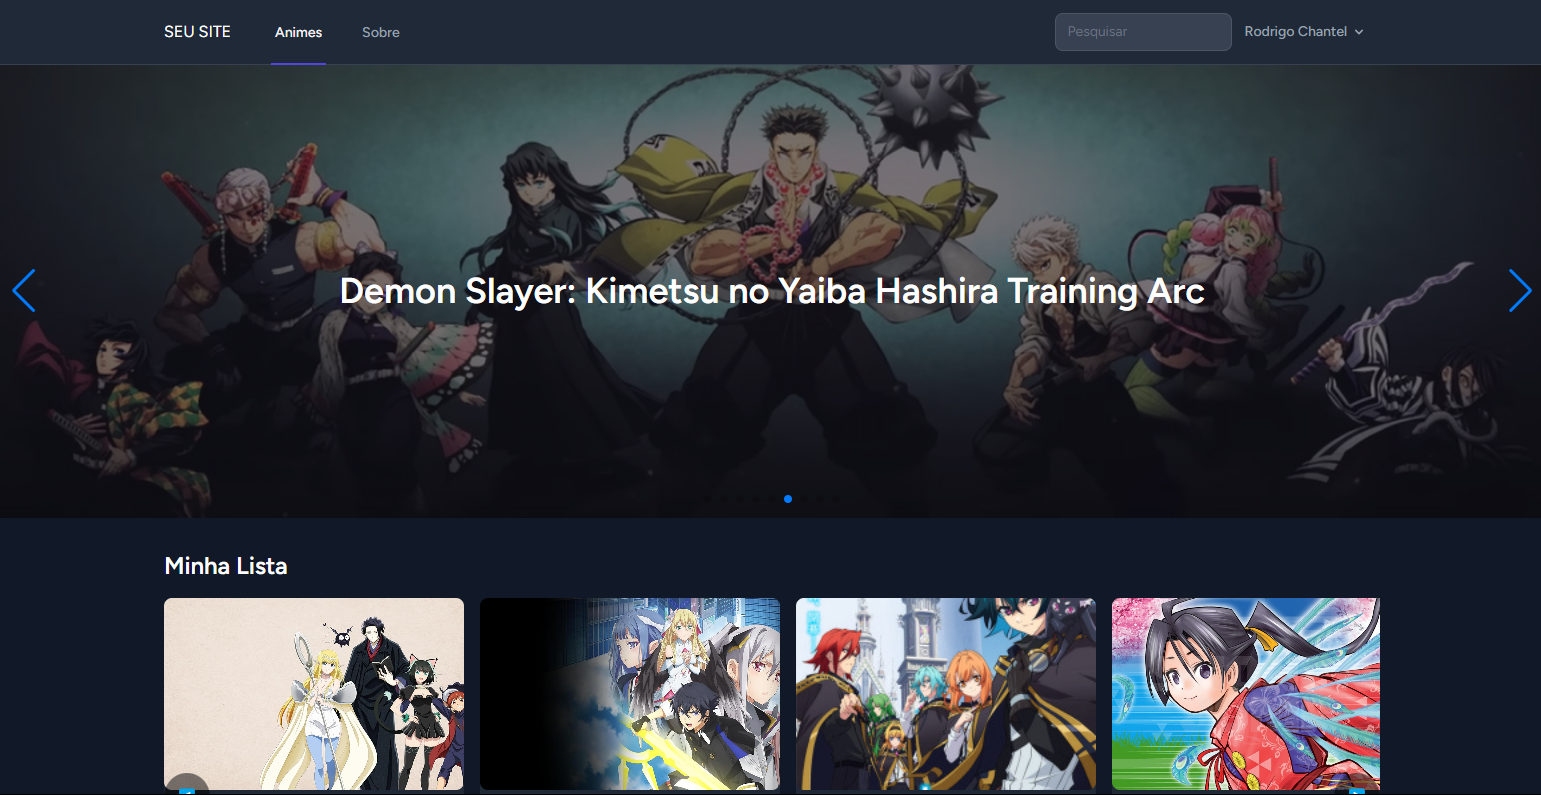 SEU SITE
Animes
Sobre
Pesquisar
Rodrigo Chantel
Demon Slayer: Kimetsu no Yaiba Hashira Training Arc
Minha Lista